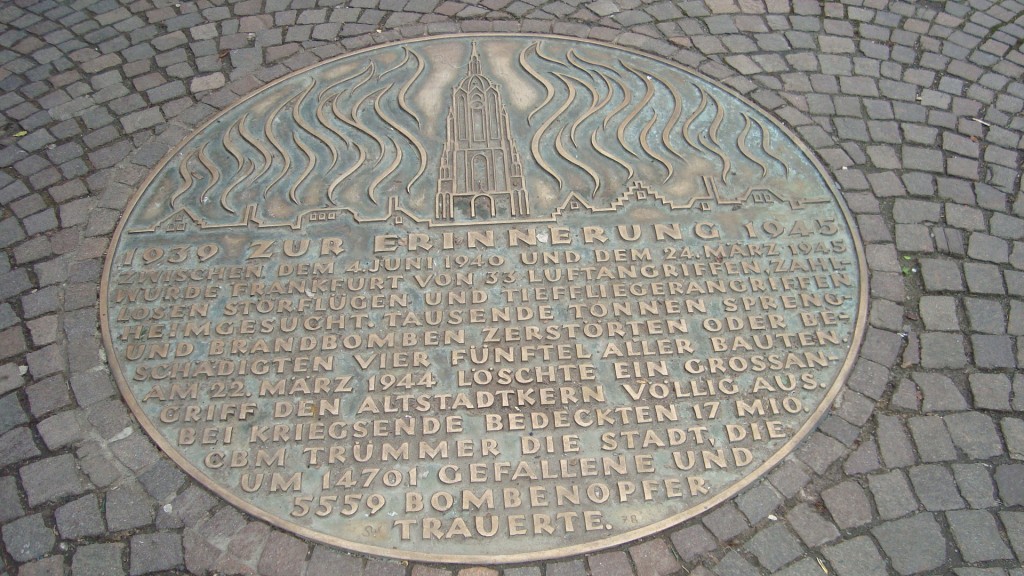 1939 ZUR ERINNERUNG 1945
ZWISCHEN DEM 4.JUNI 1940 UND DEM 24.MÄRZ 1945
WURDE FRANKFURT VON 33 LUFTANGRIFFEN, ZAHL-
LOSEN STÖRFLÜGEN UND TIEFFLIEGERANGRIFFEN
HEIMGESUCHT. TAUSENDE TONNEN SPRENG-
UND BRANDBOMBEN ZERSTÖRTEN ODER BE-
SCHÄDIGTEN VIER FÜNFTEL ALLER BAUTEN.
AM 22. MÄRZ 1944 LÖSCHTE EIN GROSSAN-
GRIFF DEN ALTSTADTKERN VÖLLIG AUS.
BEI KRIEGSENDE BEDECKTEN 17 MIO.
CBM TRÜMMER DIE STADT, DIE
UM 14701 GEFALLENE UND
5559 BOMBENOPFER
TRAUERTE.